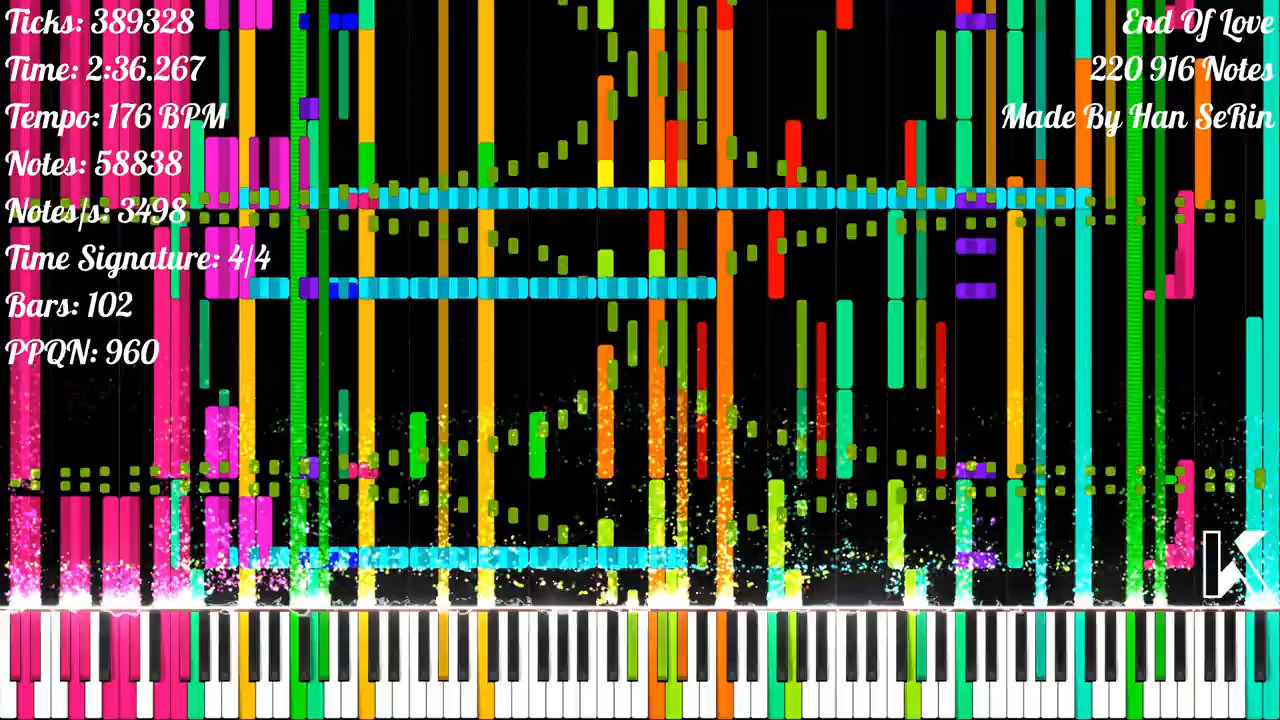 Ticks: 389328
Time: 2:36.267
Tempo: 176 BPM
Notes: 58838
Notes/s: 3498
Time Signature: 4/4
Bars: 102
PPQN: 960
End Of Love
220 916 Notes
Made By Han SeRin
K